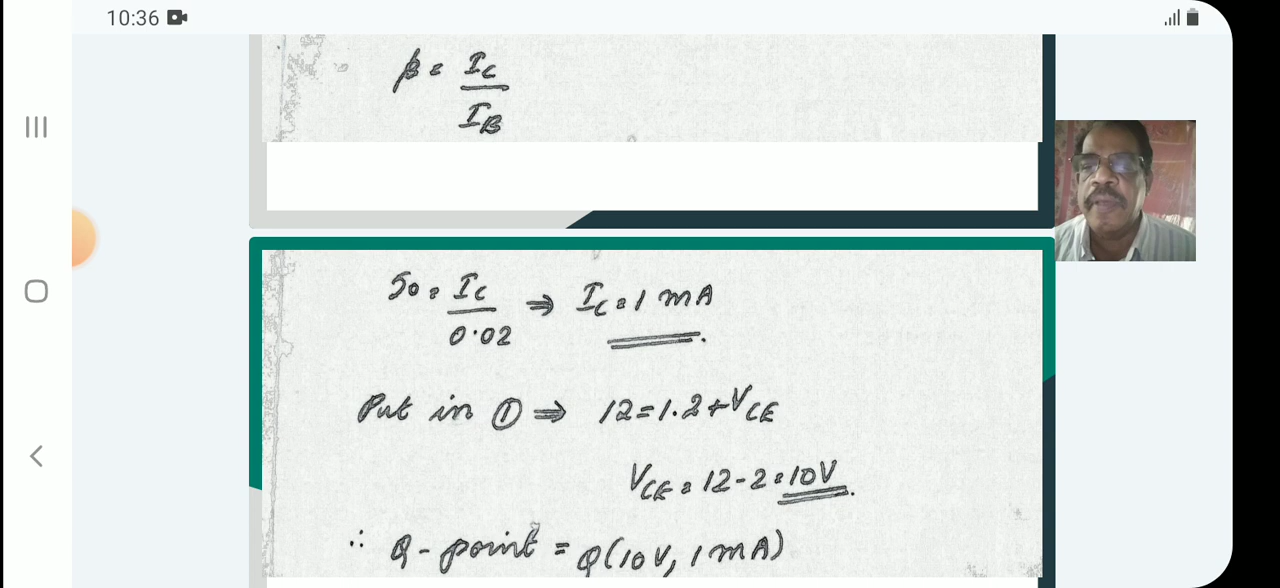 10:36
β = I_C / I_B
50 = I_C / 0.02 ⇒ I_C = 1 mA
Put in ① ⇒ 12 = 1.2 + V_CE
V_CE = 12 - 2 = 10V
∴ Q-point = Q(10V, 1mA)